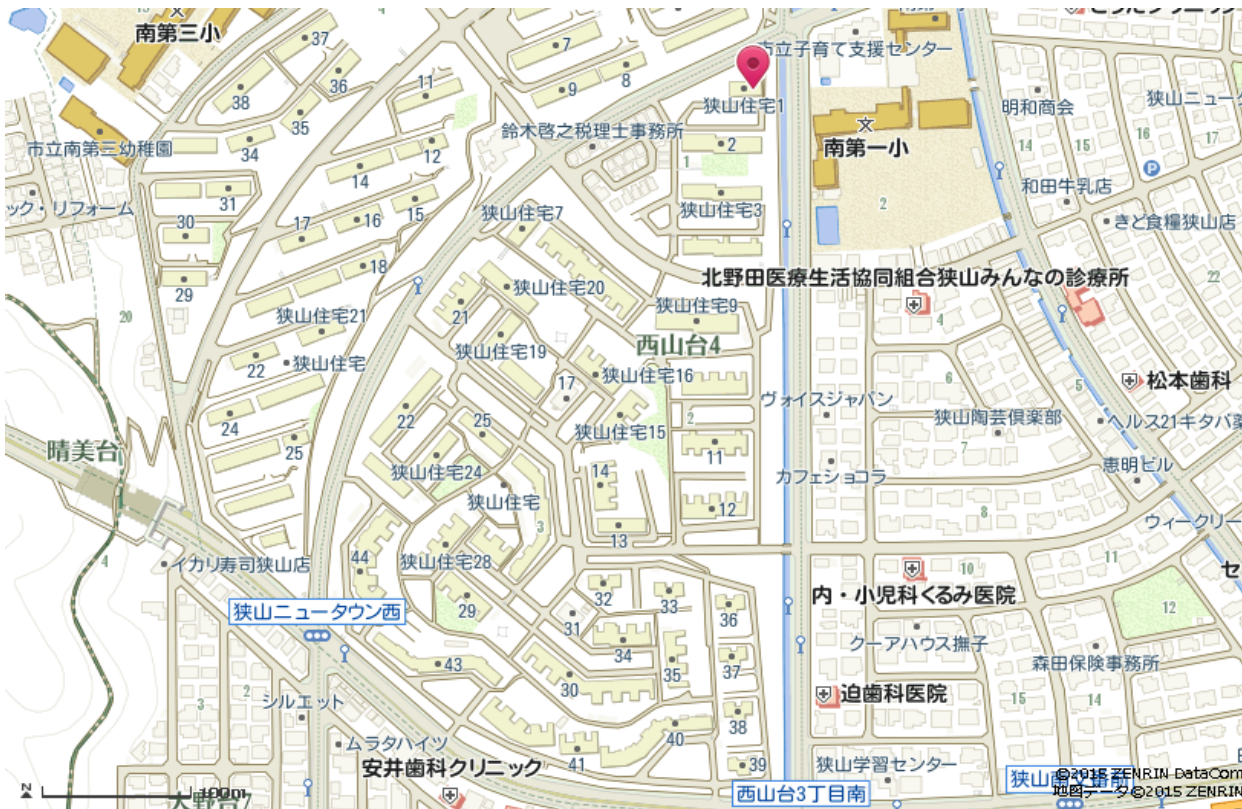 南第三小
37
7
8
市立子育て支援センター
38
36
11
9
狭山住宅1
明和商会
狭山ニュータ
35
鈴木啓之税理士事務所
14
15
16
17
市立南第三幼稚園
34
12
2
1
南第一小
14
和田牛乳店
ック・リフォーム
31
30
17
16
15
狭山住宅7
狭山住宅3
2
きど食糧狭山店
18
29
20
北野田医療生活協同組合狭山みんなの診療所
22
狭山住宅20
狭山住宅9
21
狭山住宅21
4
狭山住宅19
西山台4
22
狭山住宅
狭山住宅16
17
6
5
松本歯科
ヴォイスジャパン
24
22
25
狭山住宅15
2
狭山陶芸倶楽部
ヘルス21キタバ薬
晴美台
25
狭山住宅24
11
7
恵明ビル
14
カフェショコラ
狭山住宅
12
8
3
13
ウィークリー
4
イカリ寿司狭山店
44
狭山住宅28
11
10
セ
狭山ニュータウン西
29
32
33
36
内・小児科くるみ医院
12
31
34
クーアハウス撫子
43
37
35
森田保険事務所
3
2
シルエット
30
迫歯科医院
15
14
38
40
ムラタハイツ
41
安井歯科クリニック
39
狭山学習センター
N
100m
大野台7
西山台3丁目南
©2015 ZENRIN DataCom
地図データ©2015 ZENRIN